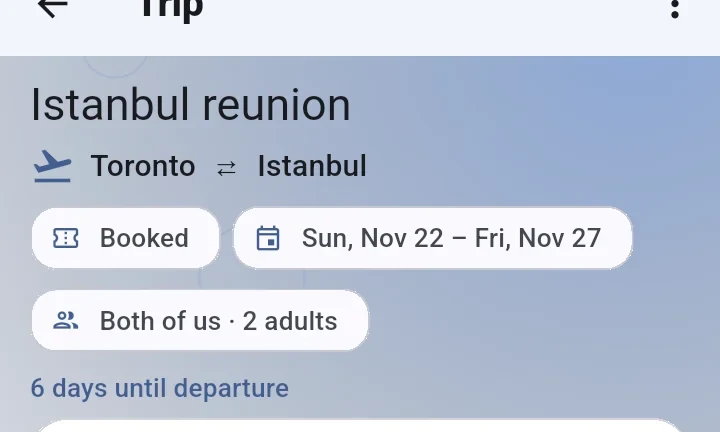 Trip
Istanbul reunion
Toronto ⇄ Istanbul
Booked
Sun, Nov 22 – Fri, Nov 27
Both of us · 2 adults
6 days until departure